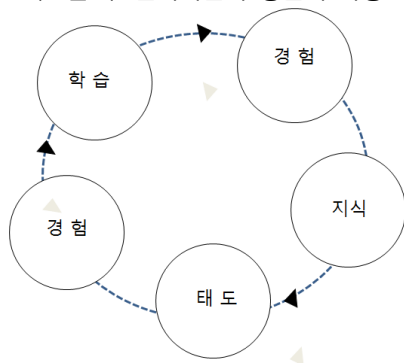 학 습
경 험
지식
태 도
경 험